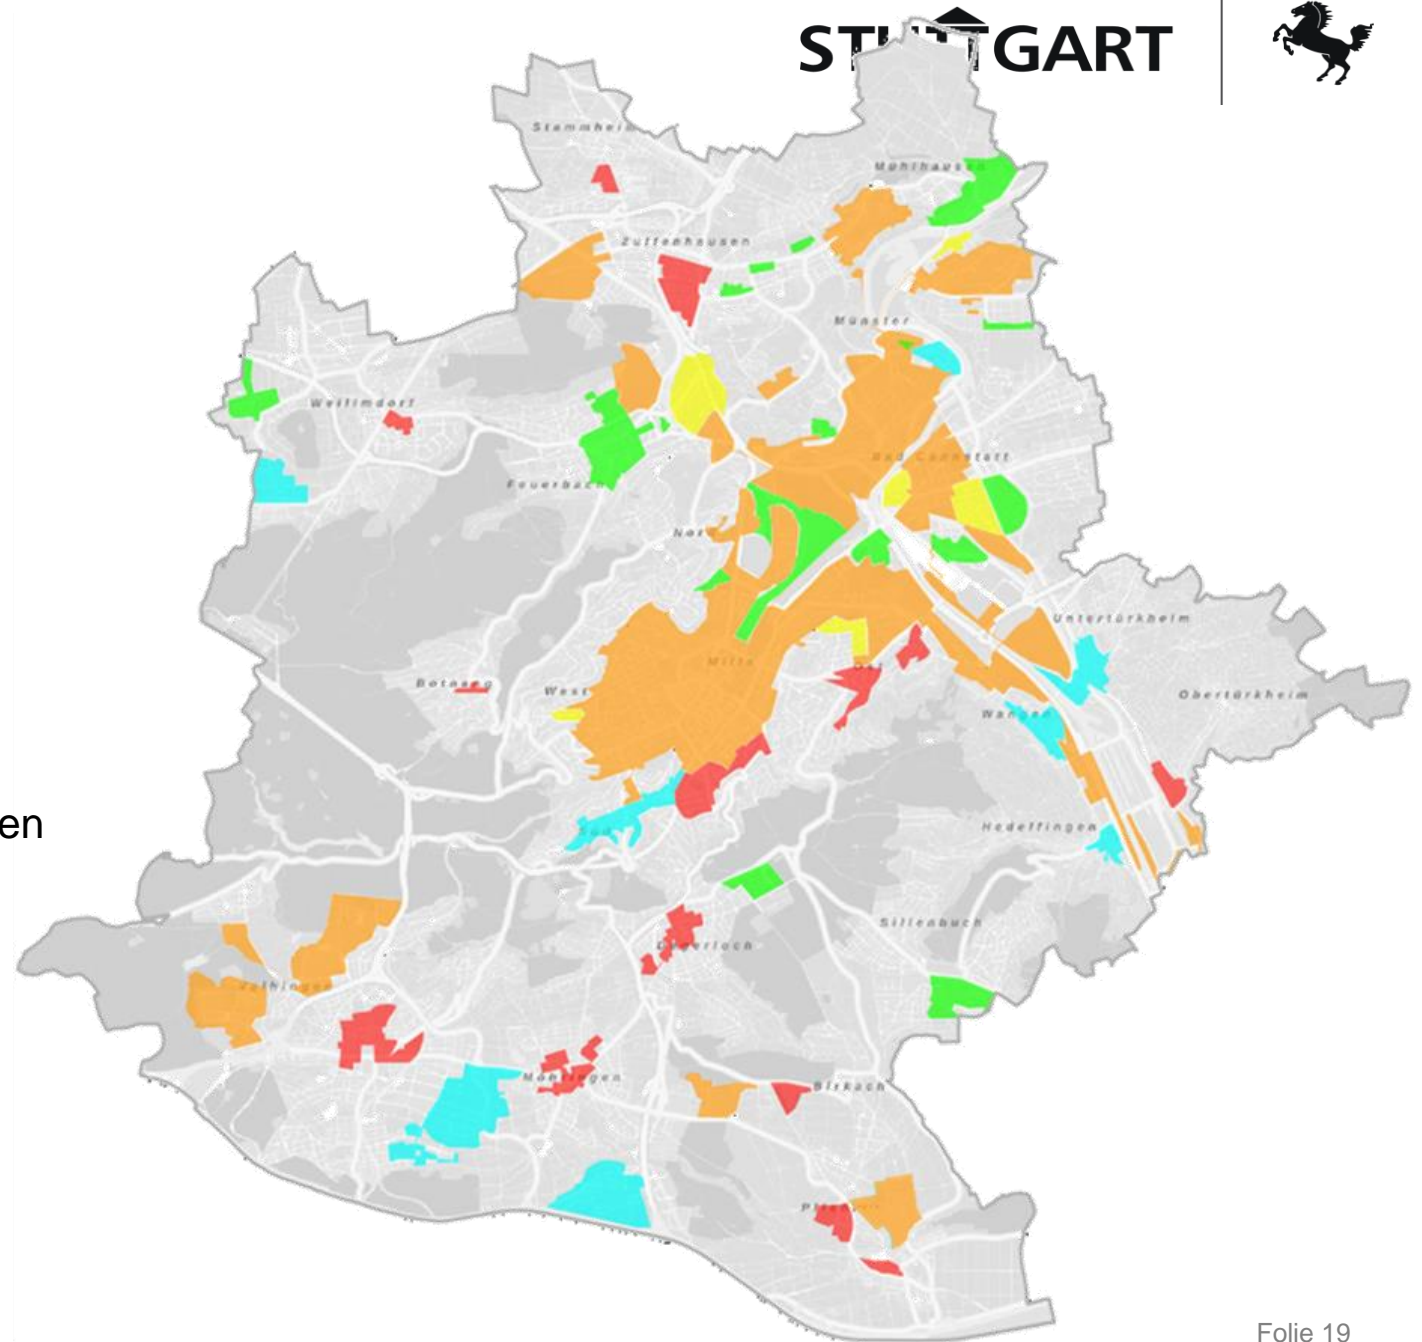 STUTTGART
Stammheim
Mühlhausen
Zuffenhausen
Münster
Weilimdorf
Bad Cannstatt
Feuerbach
Nord
Untertürkheim
Mitte
Botnang
West
Ost
Obertürkheim
Wangen
en
Hedelfingen
Süd
Sillenbuch
Degerloch
Vaihingen
Möhringen
Birkach
Plieningen
Folie 19